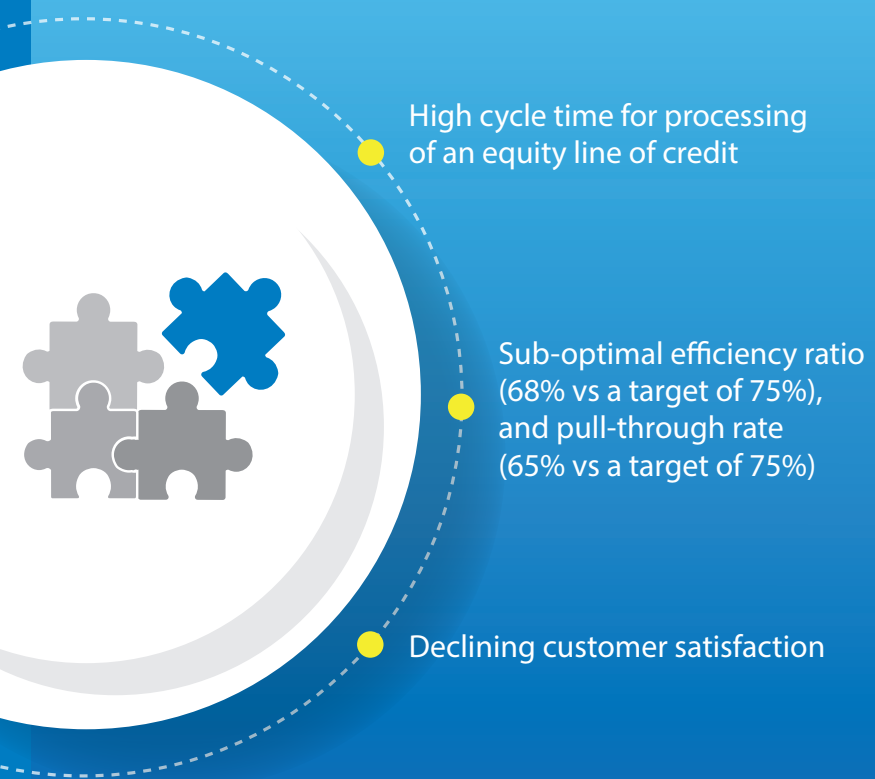 High cycle time for processing
of an equity line of credit
Sub-optimal efficiency ratio
(68% vs a target of 75%),
and pull-through rate
(65% vs a target of 75%)
Declining customer satisfaction